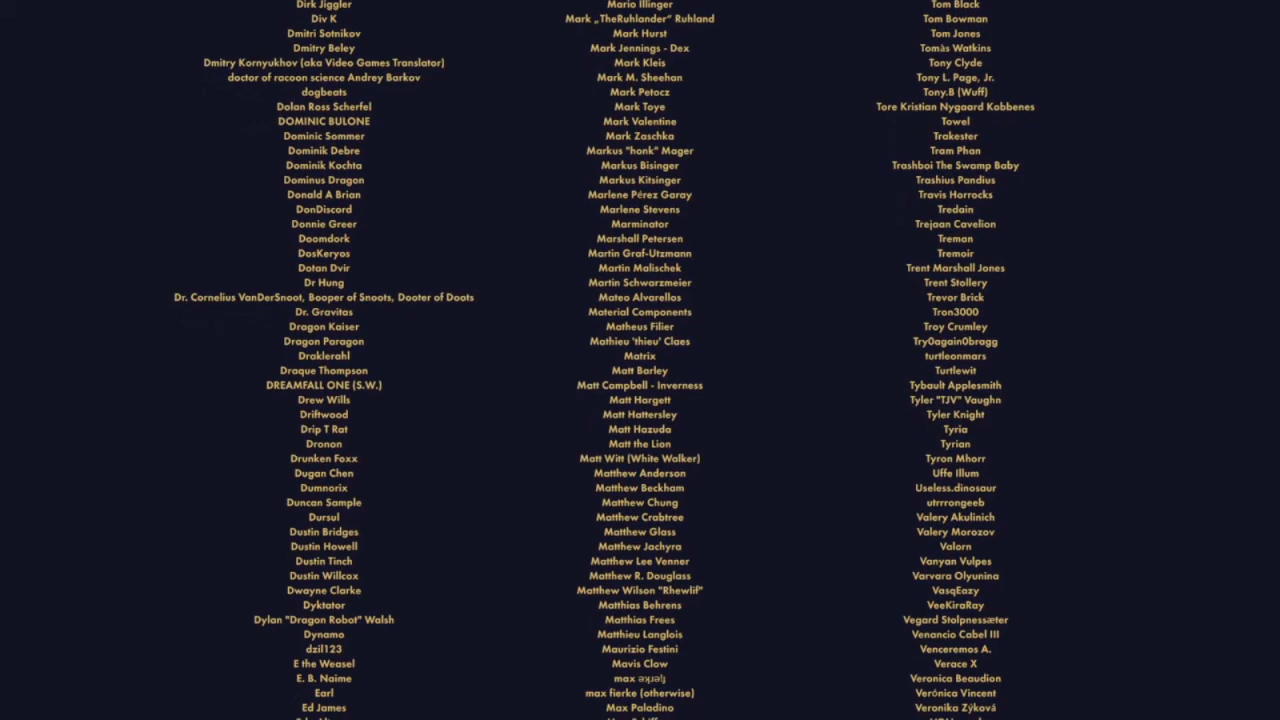 Dirk Jiggler
Div K
Dmitri Sotnikov
Dmitry Beley
Dmitry Kornyukhov (aka Video Games Translator)
doctor of racoon science Andrey Barkov
dogbeats
Dolan Ross Scherfel
DOMINIC BULONE
Dominic Sommer
Dominik Debre
Dominik Kochta
Dominus Dragon
Donald A Brian
DonDiscord
Donnie Greer
Doomdork
DosKeryos
Dotan Dvir
Dr Hung
Dr. Cornelius VanDerSnoot, Booper of Snoots, Dooter of Doots
Dr. Gravitas
Dragon Kaiser
Dragon Paragon
Draklerahl
Draque Thompson
DREAMFALL ONE (S.W.)
Drew Wills
Driftwood
Drip T Rat
Dronon
Drunken Foxx
Dugan Chen
Dumnorix
Duncan Sample
Dursul
Dustin Bridges
Dustin Howell
Dustin Tinch
Dustin Willcox
Dwayne Clarke
Dyktator
Dylan "Dragon Robot" Walsh
Dynamo
dzil123
E the Weasel
E. B. Naime
Earl
Ed James
Mario Illinger
Mark „TheRuhlander“ Ruhland
Mark Hurst
Mark Jennings - Dex
Mark Kleis
Mark M. Sheehan
Mark Petocz
Mark Toye
Mark Valentine
Mark Zaschka
Markus "honk" Mager
Markus Bisinger
Markus Kitsinger
Marlene Pérez Garay
Marlene Stevens
Marminator
Marshall Petersen
Martin Graf-Utzmann
Martin Malischek
Martin Schwarzmeier
Mateo Alvarellos
Material Components
Matheus Filier
Mathieu 'thieu' Claes
Matrix
Matt Barley
Matt Campbell - Inverness
Matt Hargett
Matt Hattersley
Matt Hazuda
Matt the Lion
Matt Witt (White Walker)
Matthew Anderson
Matthew Beckham
Matthew Chung
Matthew Crabtree
Matthew Glass
Matthew Jachyra
Matthew Lee Venner
Matthew R. Douglass
Matthew Wilson "Rhewlif"
Matthias Behrens
Matthias Frees
Matthieu Langlois
Maurizio Festini
Mavis Clow
max
max fierke (otherwise)
Max Paladino
Tom Black
Tom Bowman
Tom Jones
Tomàs Watkins
Tony Clyde
Tony L. Page, Jr.
Tony.B (Wuff)
Tore Kristian Nygaard Kobbenes
Towel
Trakester
Tram Phan
Trashboi The Swamp Baby
Trashius Pandius
Travis Horrocks
Tredain
Trejaan Cavelion
Treman
Tremoir
Trent Marshall Jones
Trent Stollery
Trevor Brick
Tron3000
Troy Crumley
Try0again0bragg
turtleonmars
Turtlewit
Tybault Applesmith
Tyler "TJV" Vaughn
Tyler Knight
Tyria
Tyrian
Tyron Mhorr
Uffe Illum
Useless.dinosaur
utrrrongeeb
Valery Akulinich
Valery Morozov
Valorn
Vanyan Vulpes
Varvara Olyunina
VasqEazy
VeeKiraRay
Vegard Stolpnessæter
Venancio Cabel III
Venceremos A.
Verace X
Veronica Beaudion
Verónica Vincent
Veronika Zýková